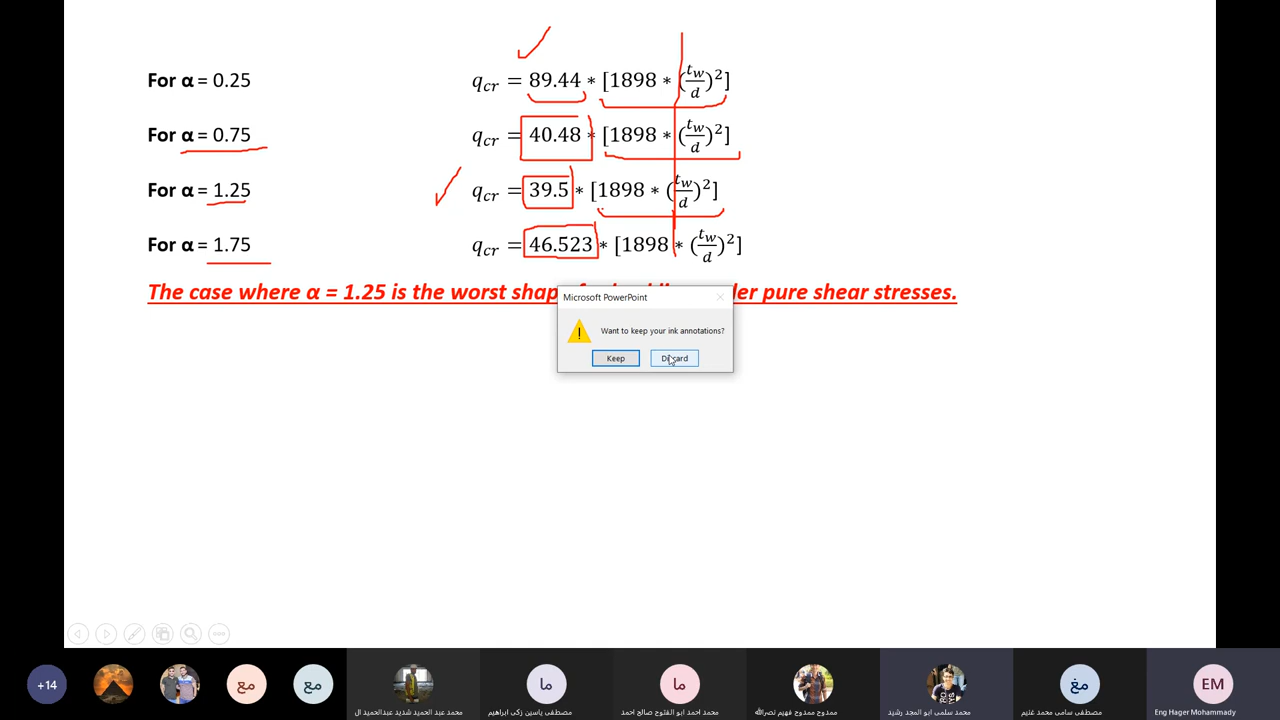 For α = 0.25 q_cr = 89.44 * [1898 * (t_w/d)^2]
For α = 0.75 q_cr = 40.48 * [1898 * (t_w/d)^2]
For α = 1.25 q_cr = 39.5 * [1898 * (t_w/d)^2]
For α = 1.75 q_cr = 46.523 * [1898 * (t_w/d)^2]
The case where α = 1.25 is the worst shap pure shear stresses.
Microsoft PowerPoint
Want to keep your ink annotations?
Keep Discard
+14 مع مع ما ما مغ EM
محمد عبد الحميد شديد عبدالحميد ال
مصطفى ياسين زكى ابراهيم
محمد احمد ابو الفتوح صالح احمد
ممدوح ممدوح فهيم نصرالله
محمد سلمى ابو المجد رشيد
مصطفى سامى محمد غنيم
Eng Hager Mohammady